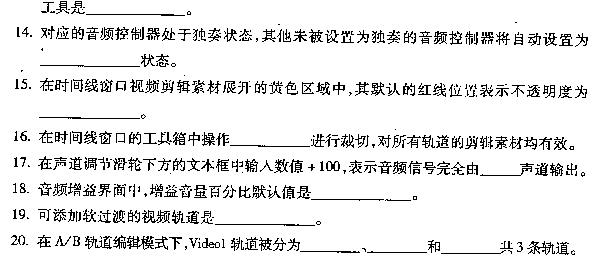 工具是____________。
14. 对应的音频控制器处于独奏状态,其他未被设置为独奏的音频控制器将自动设置为
____________状态。
15. 在时间线窗口视频剪辑素材展开的黄色区域中,其默认的红线位置表示不透明度为
____________。
16. 在时间线窗口的工具箱中操作__________进行裁切,对所有轨道的剪辑素材均有效。
17. 在声道调节滑轮下方的文本框中输入数值+100,表示音频信号完全由_____声道输出。
18. 音频增益界面中,增益音量百分比默认值是____________。
19. 可添加软过渡的视频轨道是____________。
20. 在 A/B 轨道编辑模式下,Video1 轨道被分为________、________和________共3条轨道。